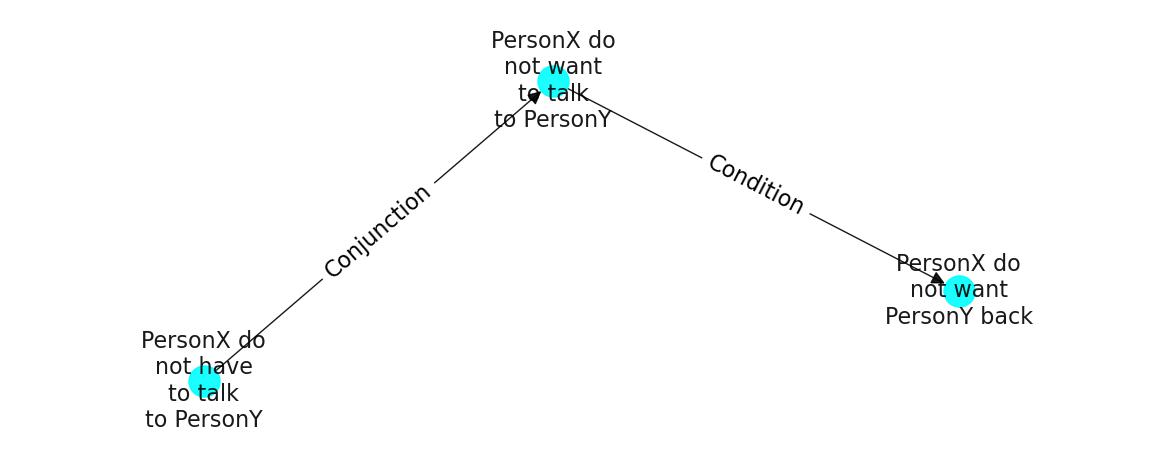 PersonX do
not want
to talk
to PersonY
Conjunction
Condition
PersonX do
not want
PersonY back
PersonX do
not have
to talk
to PersonY